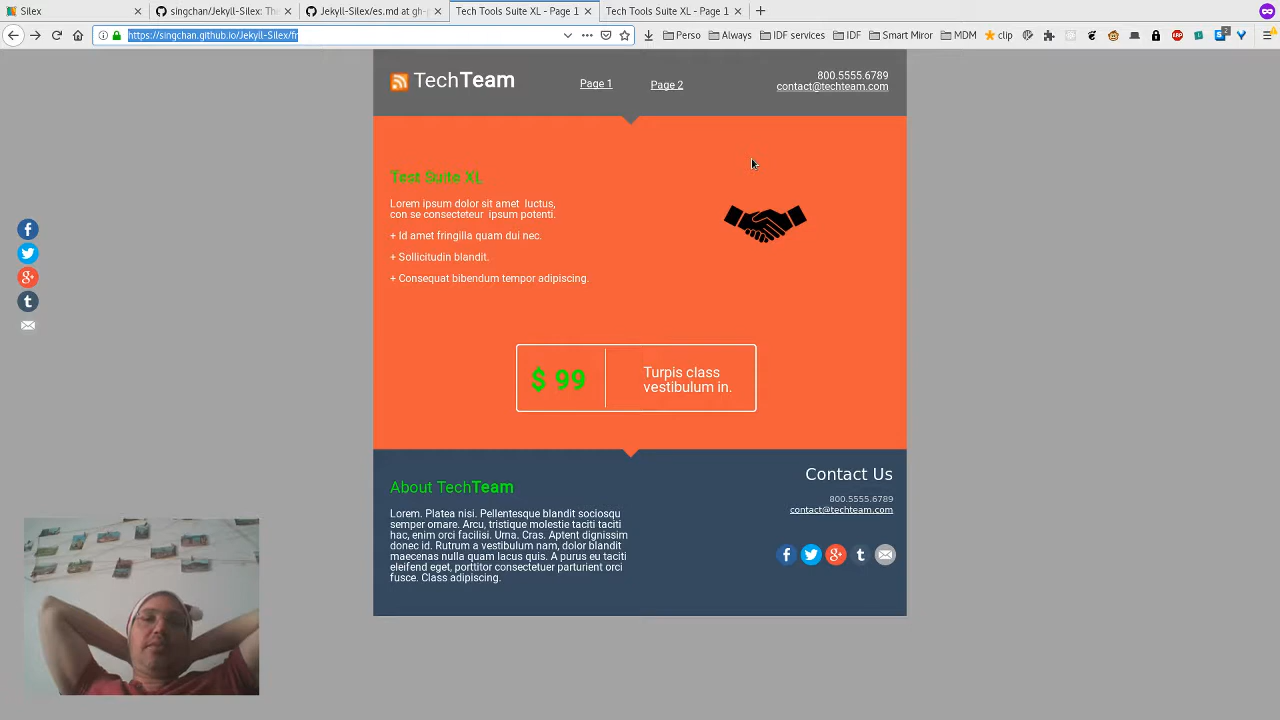 Silex
singchan/Jekyll-Silex: The
Jekyll-Silex/es.md at gh-p
Tech Tools Suite XL - Page 1
Tech Tools Suite XL - Page 1
https://singchan.github.io/Jekyll-Silex/fr
Perso
Always
IDF services
IDF
Smart Miror
MDM
clip
TechTeam
Page 1
Page 2
800.5555.6789
contact@techteam.com
Test Suite XL
Lorem ipsum dolor sit amet luctus,
con se consecteteur ipsum potenti.
+ Id amet fringilla quam dui nec.
+ Sollicitudin blandit.
+ Consequat bibendum tempor adipiscing.
$ 99
Turpis class
vestibulum in.
About TechTeam
Lorem. Platea nisi. Pellentesque blandit sociosqu
semper ornare. Arcu, tristique molestie taciti taciti
hac, enim orci facilisi. Urna. Cras. Aptent dignissim
donec id. Rutrum a vestibulum nam, dolor blandit
maecenas nulla quam lacus quis. A purus eu taciti
eleifend eget, porttitor consectetuer parturient orci
fusce. Class adipiscing.
Contact Us
800.5555.6789
contact@techteam.com